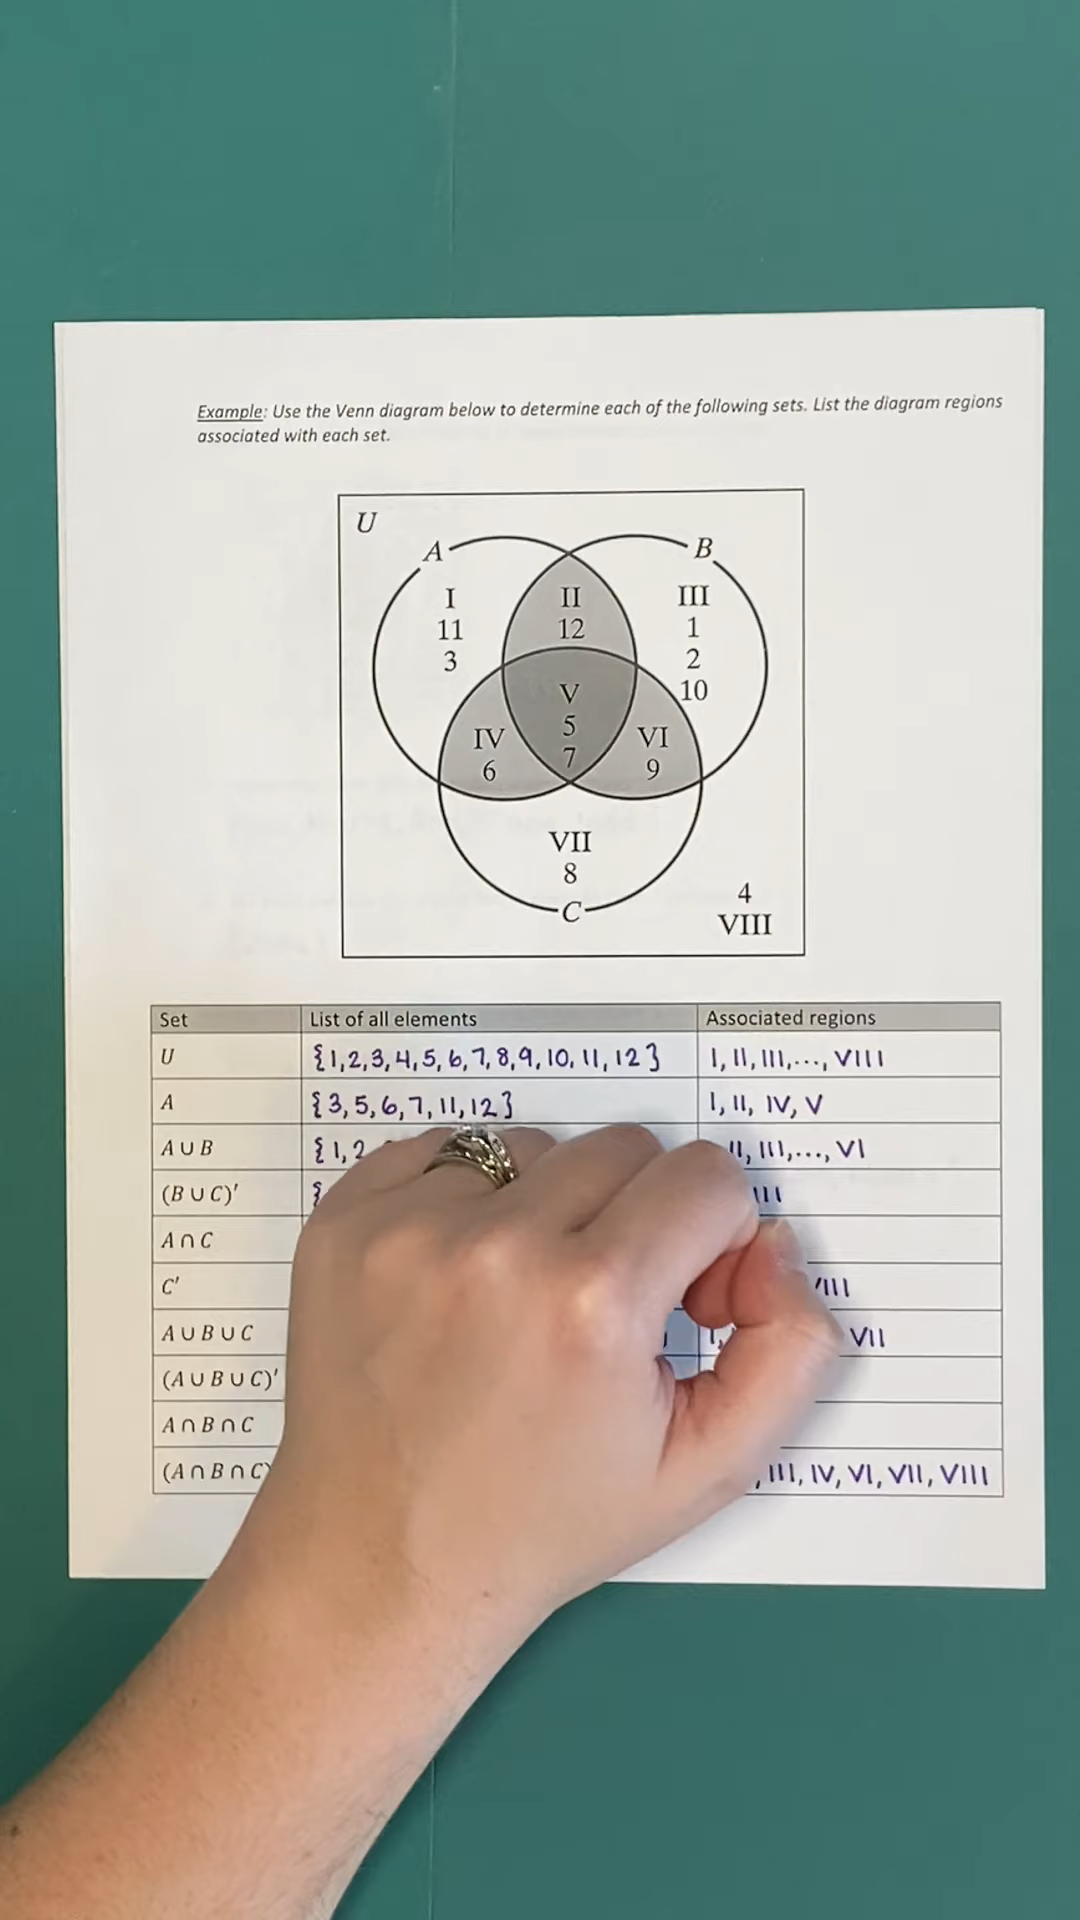 Example: Use the Venn diagram below to determine each of the following sets. List the diagram regions
associated with each set.
U
A
B
I
11
3
II
12
III
1
2
10
IV
6
V
5
7
VI
9
VII
8
C
4
VIII
Set List of all elements Associated regions
U {1,2,3,4,5,6,7,8,9,10,11,12} I, II, III,..., VIII
A {3,5,6,7,11,12} I, II, IV, V
A ∪ B {1,2 II, III,..., VI
(B ∪ C)′ {
A ∩ C
C′ VIII
A ∪ B ∪ C VII
(A ∪ B ∪ C)′
A ∩ B ∩ C
(A ∩ B ∩ C) , III, IV, VI, VII, VIII